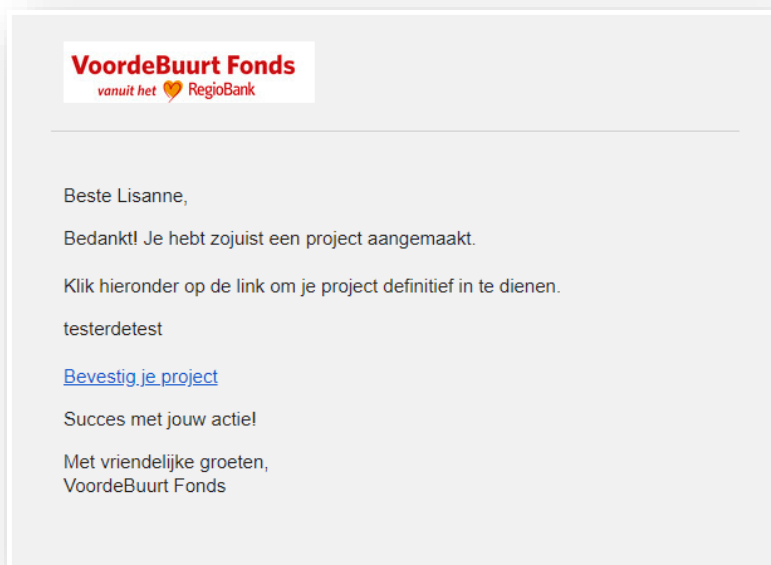 VoordeBuurt Fonds
vanuit het RegioBank
Beste Lisanne,
Bedankt! Je hebt zojuist een project aangemaakt.
Klik hieronder op de link om je project definitief in te dienen.
testerdetest
Bevestig je project
Succes met jouw actie!
Met vriendelijke groeten,
VoordeBuurt Fonds